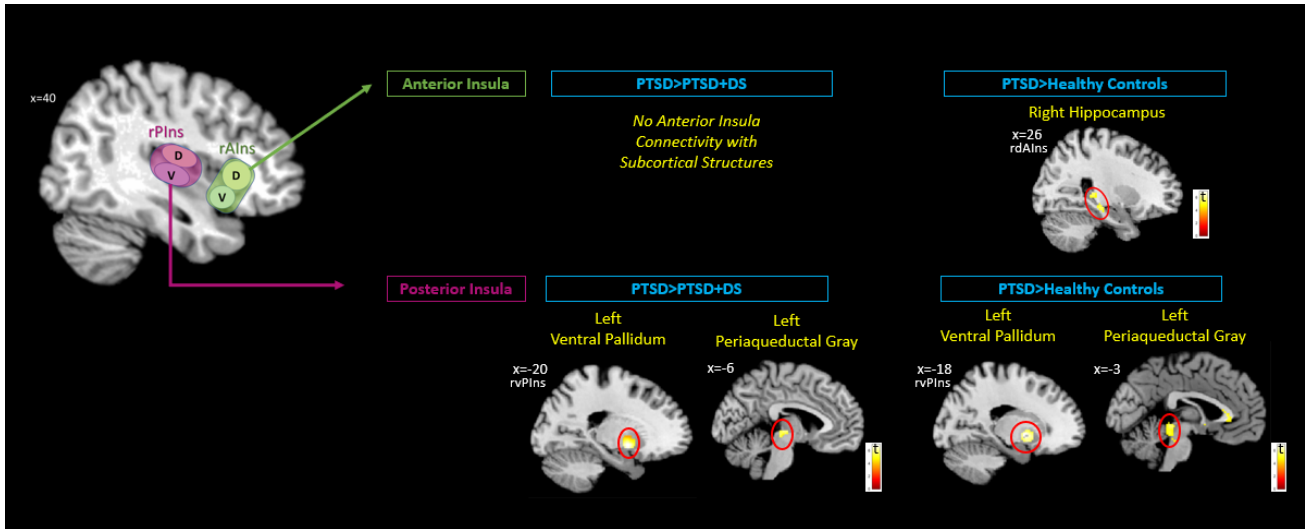 x=40
rPIns
D
V
rAIns
D
V
Anterior Insula
PTSD>PTSD+DS
No Anterior Insula
Connectivity with
Subcortical Structures
PTSD>Healthy Controls
Right Hippocampus
x=26
rdAIns
t
Posterior Insula
PTSD>PTSD+DS
Left
Ventral Pallidum
x=-20
rvPIns
Left
Periaqueductal Gray
x=-6
t
PTSD>Healthy Controls
Left
Ventral Pallidum
x=-18
rvPIns
Left
Periaqueductal Gray
x=-3
t